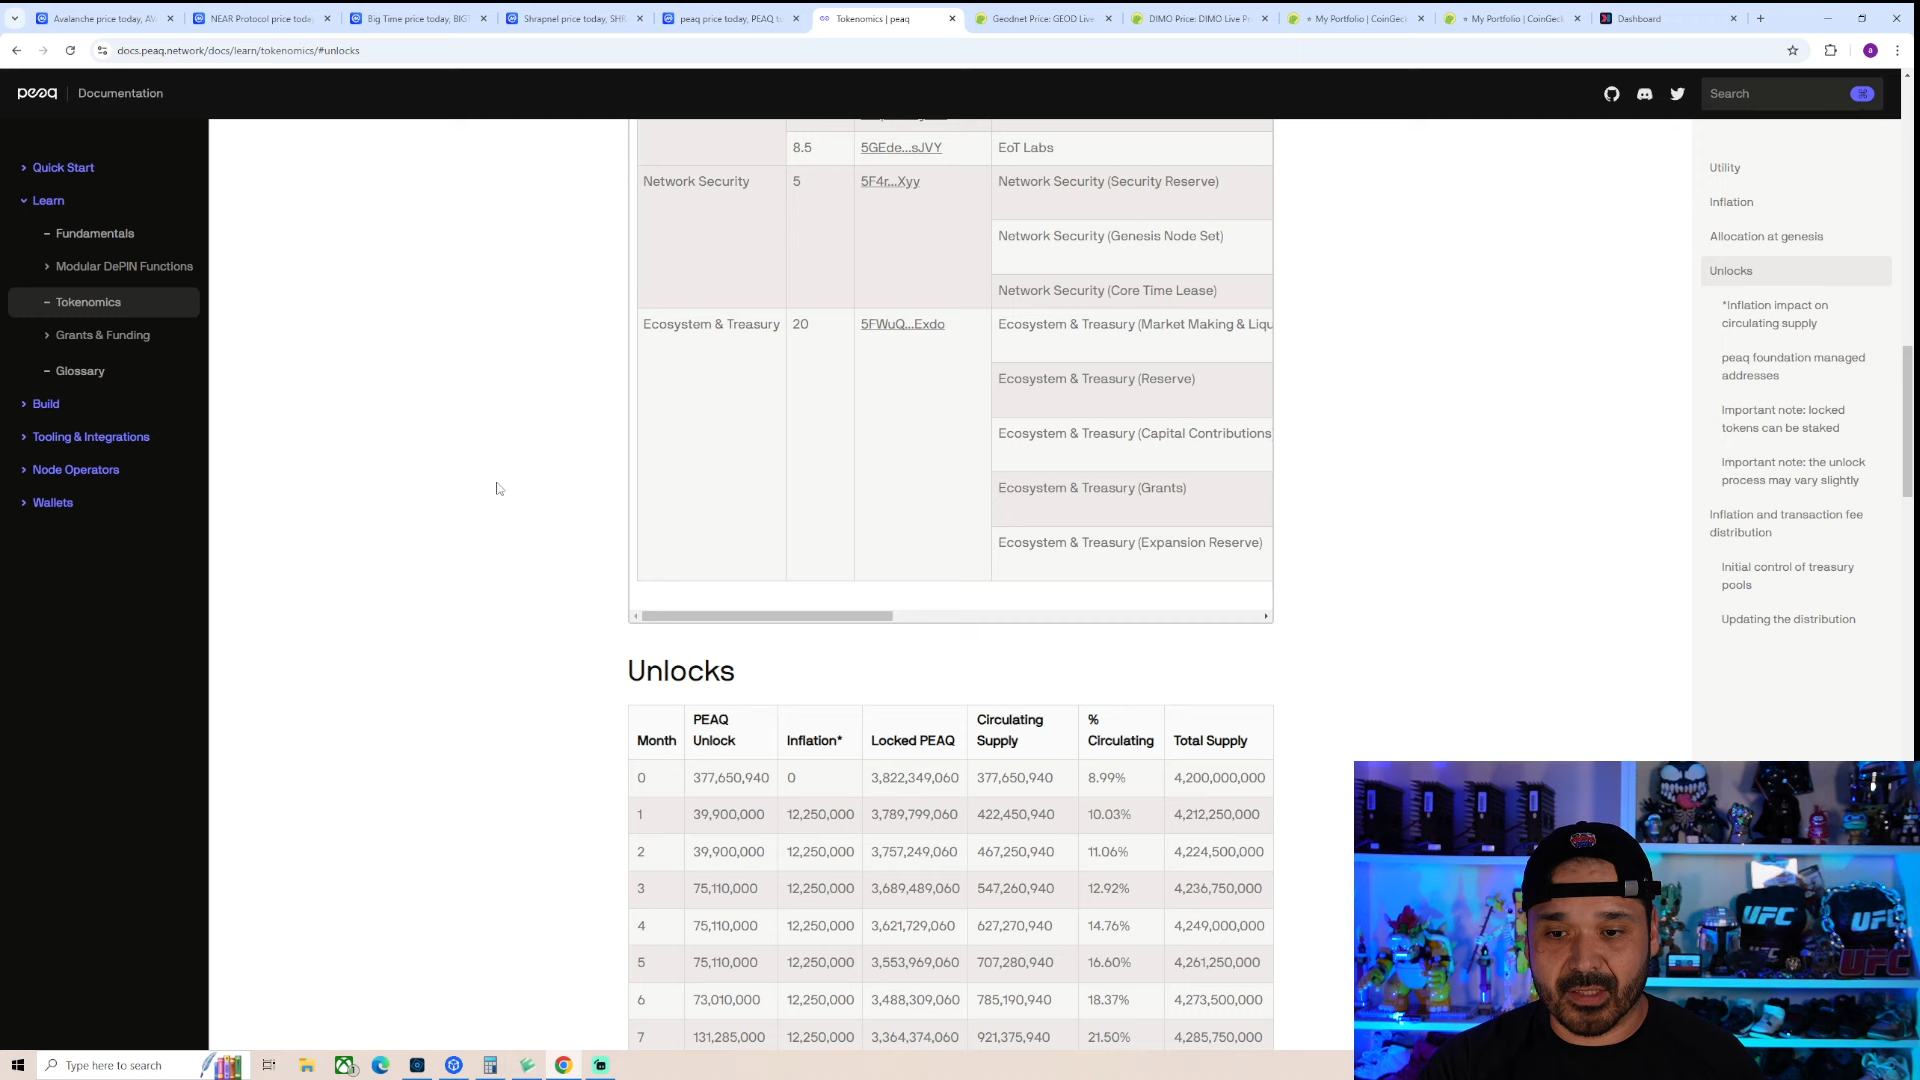 Avalanche price today, AV
NEAR Protocol price toda
Big Time price today, BIG
Shrapnel price today, SHR
peaq price today, PEAQ t
Tokenomics | peaq
Geodnet Price: GEOD Live
DIMO Price: DIMO Live Pr
My Portfolio | CoinGeck
My Portfolio | CoinGeck
Dashboard
docs.peaq.network/docs/learn/tokenomics/#unlocks
a
peaq
Documentation
Search
Quick Start
Learn
Fundamentals
Modular DePIN Functions
Tokenomics
Grants & Funding
Glossary
Build
Tooling & Integrations
Node Operators
Wallets
8.5 5GEde...sJVY EoT Labs
Network Security 5 5F4r...Xyy Network Security (Security Reserve)
Network Security (Genesis Node Set)
Network Security (Core Time Lease)
Ecosystem & Treasury 20 5FWuQ...Exdo Ecosystem & Treasury (Market Making & Liqu
Ecosystem & Treasury (Reserve)
Ecosystem & Treasury (Capital Contributions)
Ecosystem & Treasury (Grants)
Ecosystem & Treasury (Expansion Reserve)
Unlocks
Month PEAQ Unlock Inflation* Locked PEAQ Circulating Supply % Circulating Total Supply
0 377,650,940 0 3,822,349,060 377,650,940 8.99% 4,200,000,000
1 39,900,000 12,250,000 3,789,799,060 422,450,940 10.03% 4,212,250,000
2 39,900,000 12,250,000 3,757,249,060 467,250,940 11.06% 4,224,500,000
3 75,110,000 12,250,000 3,689,489,060 547,260,940 12.92% 4,236,750,000
4 75,110,000 12,250,000 3,621,729,060 627,270,940 14.76% 4,249,000,000
5 75,110,000 12,250,000 3,553,969,060 707,280,940 16.60% 4,261,250,000
6 73,010,000 12,250,000 3,488,309,060 785,190,940 18.37% 4,273,500,000
7 131,285,000 12,250,000 3,364,374,060 921,375,940 21.50% 4,285,750,000
Utility
Inflation
Allocation at genesis
Unlocks
*Inflation impact on
circulating supply
peaq foundation managed
addresses
Important note: locked
tokens can be staked
Important note: the unlock
process may vary slightly
Inflation and transaction fee
distribution
Initial control of treasury
pools
Updating the distribution
UFC
UFC
UFC
UFC
Type here to search